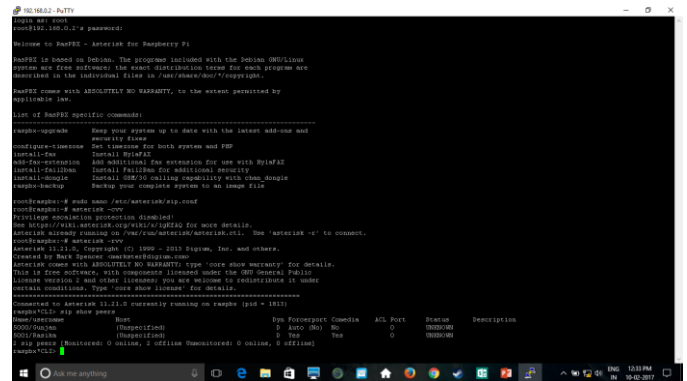 192.168.0.2 - PuTTY
login as: root
root@192.168.0.2's password:
Welcome to RasPBX - Asterisk for Raspberry Pi
RasPBX is based on Debian. The programs included with the Debian GNU/Linux
system are free software; the exact distribution terms for each program are
described in the individual files in /usr/share/doc/*/copyright.
RasPBX comes with ABSOLUTELY NO WARRANTY, to the extent permitted by
applicable law.
List of RasPBX specific commands:
raspbx-upgrade Keep your system up to date with the latest add-ons and
security fixes
configure-timezone Set timezone for both system and PHP
install-fax Install HylaFAX
add-fax-extension Add additional fax extension for use with HylaFAX
install-fail2ban Install Fail2Ban for additional security
install-dongle Install GSM/3G calling capability with chan_dongle
raspbx-backup Backup your complete system to an image file
root@raspbx:~# sudo nano /etc/asterisk/sip.conf
root@raspbx:~# asterisk -cvv
Privilege escalation protection disabled!
See https://wiki.asterisk.org/wiki/x/1gKfAQ for more details.
Asterisk already running on /var/run/asterisk/asterisk.ctl. Use 'asterisk -r' to connect.
root@raspbx:~# asterisk -rvv
Asterisk 11.21.0, Copyright (C) 1999 - 2013 Digium, Inc. and others.
Created by Mark Spencer <markster@digium.com>
Asterisk comes with ABSOLUTELY NO WARRANTY; type 'core show warranty' for details.
This is free software, with components licensed under the GNU General Public
License version 2 and other licenses; you are welcome to redistribute it under
certain conditions. Type 'core show license' for details.
Connected to Asterisk 11.21.0 currently running on raspbx (pid = 1813)
raspbx*CLI> sip show peers
Name/username Host Dyn Forcerport Comedia ACL Port Status Description
5000/Gunjan (Unspecified) D Auto (No) No 0 UNKNOWN
5001/Rasika (Unspecified) D Yes Yes 0 UNKNOWN
2 sip peers [Monitored: 0 online, 2 offline Unmonitored: 0 online, 0 offline]
raspbx*CLI>
Ask me anything
ENG 12:33 PM
IN 10-02-2017